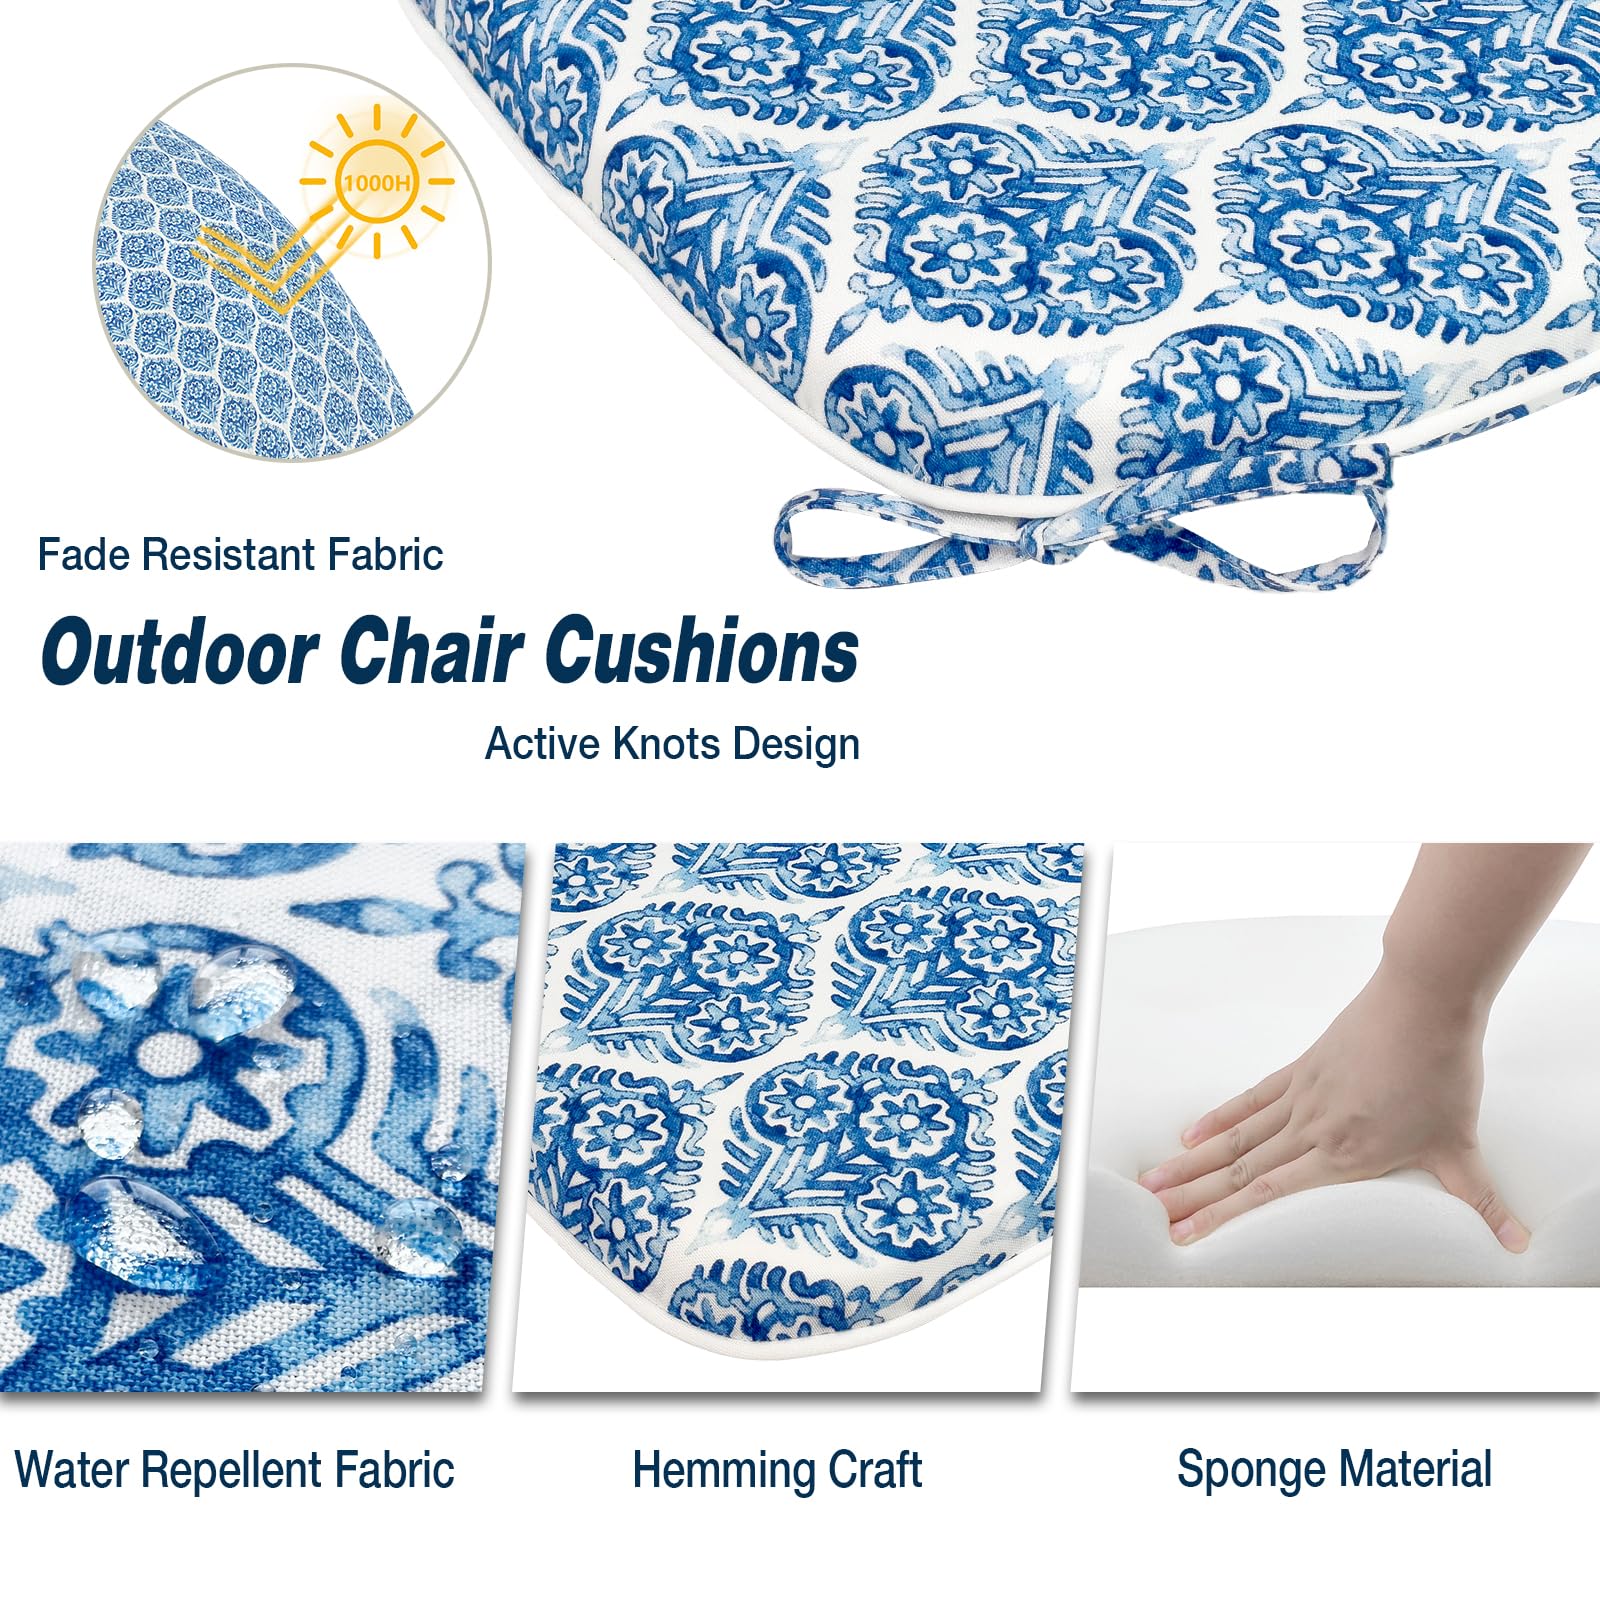 1000H
Fade Resistant Fabric
Outdoor Chair Cushions
Active Knots Design
Water Repellent Fabric
Hemming Craft
Sponge Material